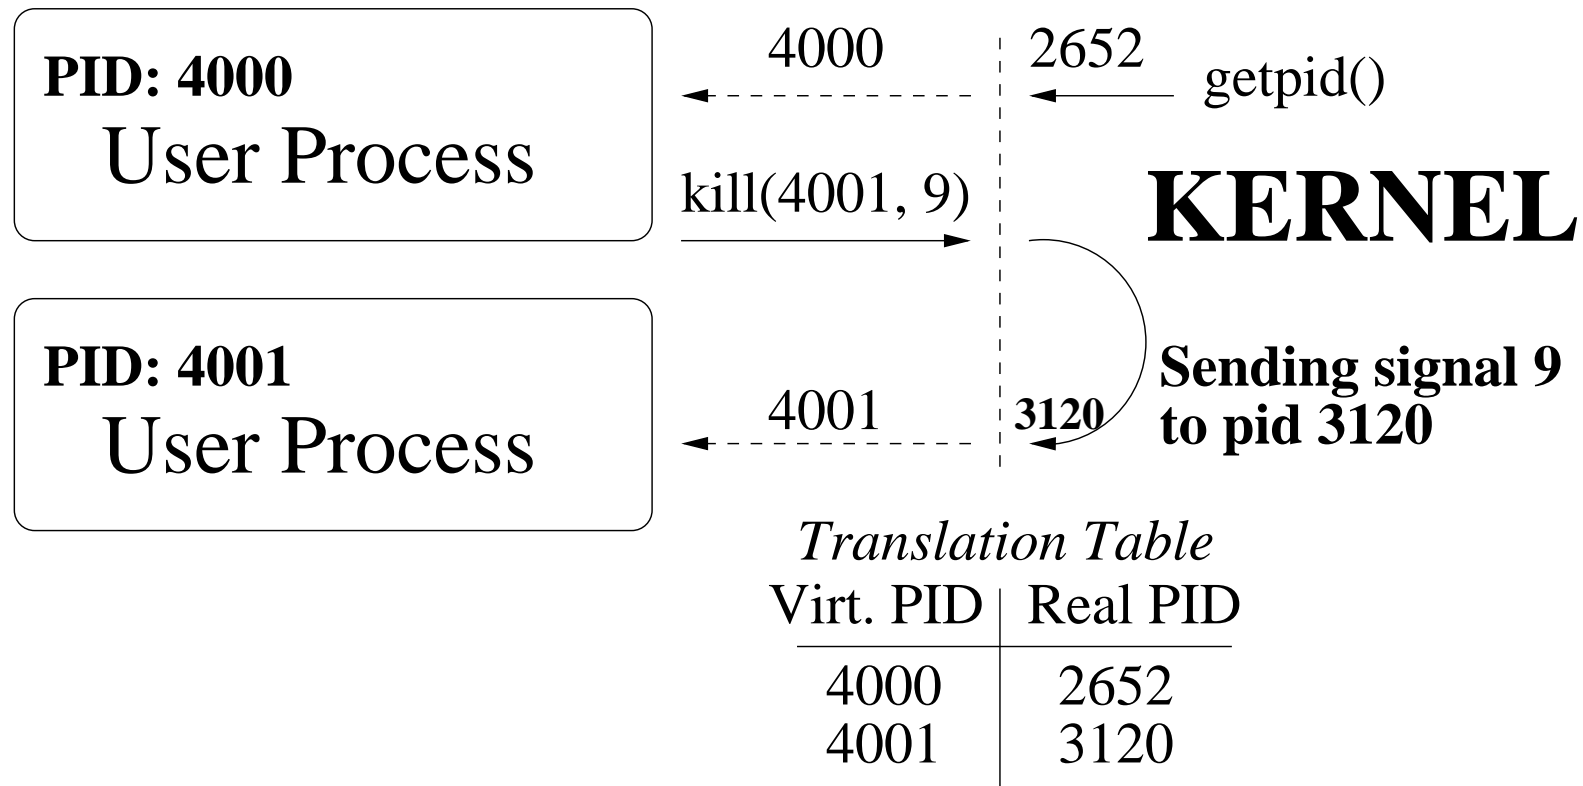 PID: 4000
User Process
4000
2652
getpid()
kill(4001, 9)
KERNEL
PID: 4001
User Process
4001
3120
Sending signal 9
to pid 3120
Translation Table
Virt. PID Real PID
4000 2652
4001 3120